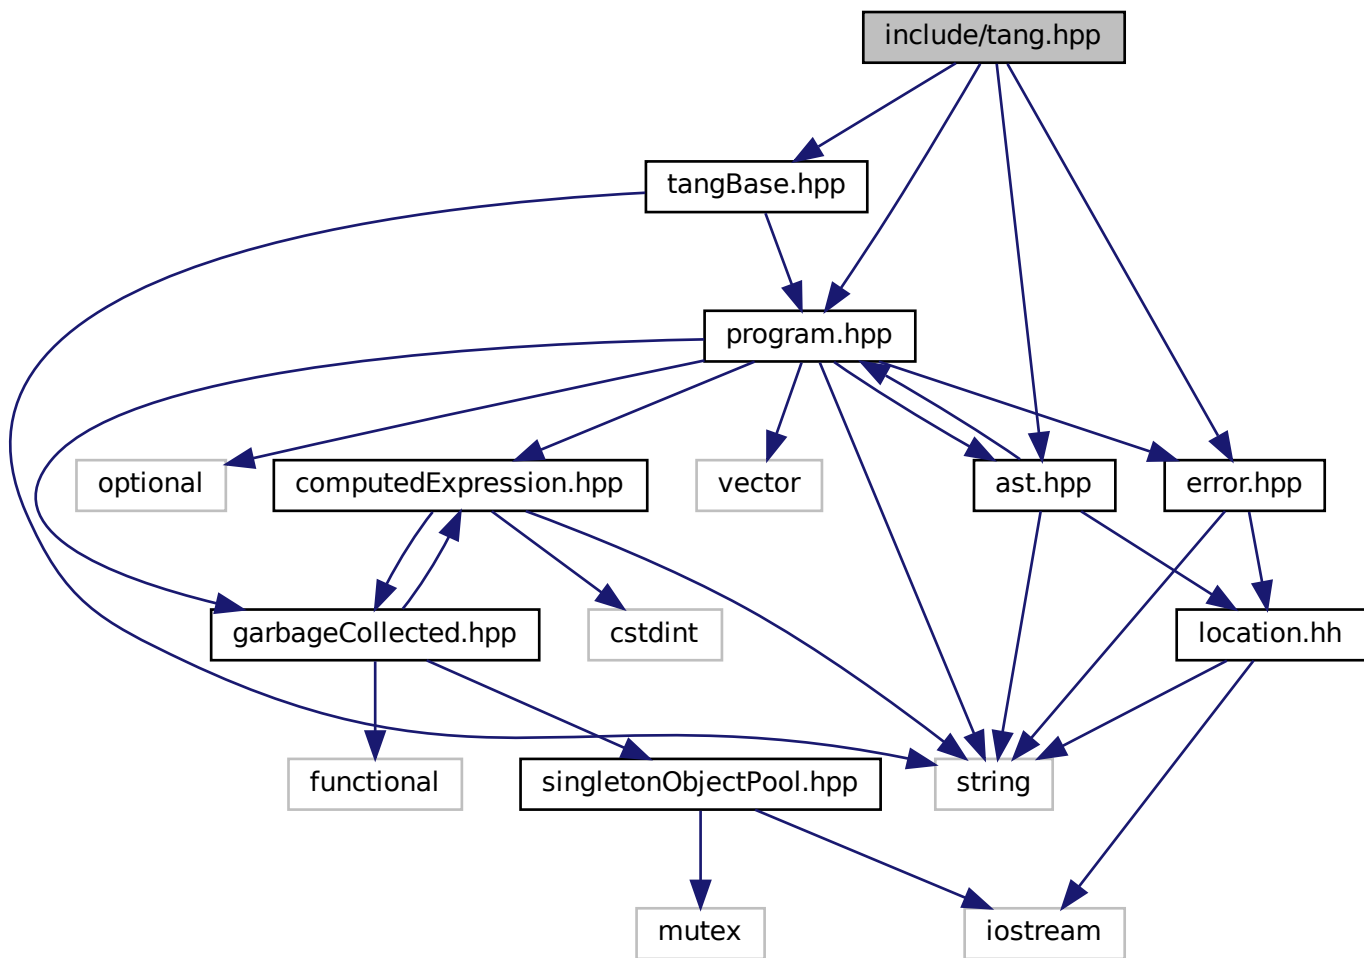 include/tang.hpp
tangBase.hpp
program.hpp
optional
computedExpression.hpp
vector
ast.hpp
error.hpp
garbageCollected.hpp
cstdint
location.hh
functional
singletonObjectPool.hpp
string
mutex
iostream